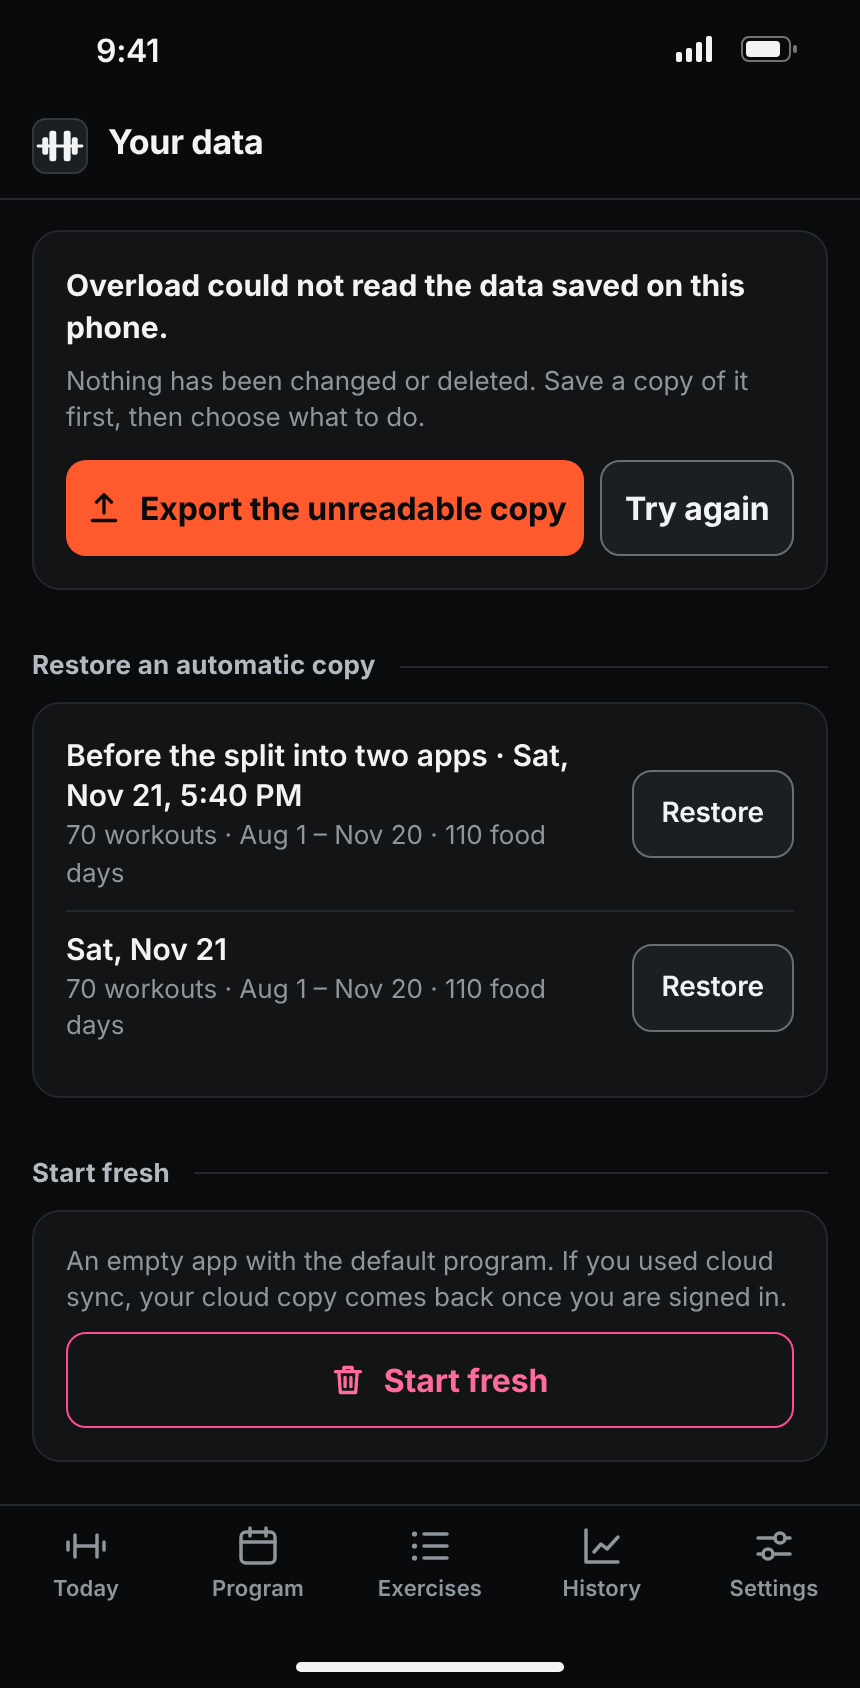 9:41
Your data
Overload could not read the data saved on this
phone.
Nothing has been changed or deleted. Save a copy of it
first, then choose what to do.
Export the unreadable copy
Try again
Restore an automatic copy
Before the split into two apps · Sat,
Nov 21, 5:40 PM
70 workouts · Aug 1 – Nov 20 · 110 food
days
Restore
Sat, Nov 21
70 workouts · Aug 1 – Nov 20 · 110 food
days
Restore
Start fresh
An empty app with the default program. If you used cloud
sync, your cloud copy comes back once you are signed in.
Start fresh
Today
Program
Exercises
History
Settings